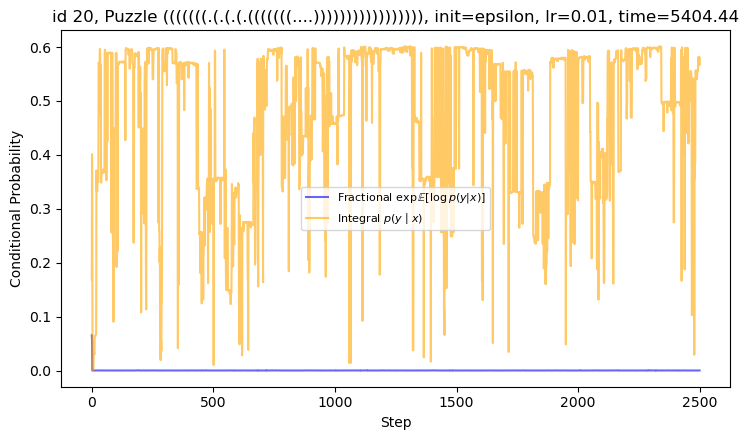 id 20, Puzzle (((((((.(.(.(.(((((((....))))))))))))))))), init=epsilon, lr=0.01, time=5404.44
0.6
0.5
0.4
0.3
0.2
0.1
0.0
Conditional Probability
Fractional exp𝔼[log p(y|x)]
Integral p(y | x)
0 500 1000 1500 2000 2500
Step